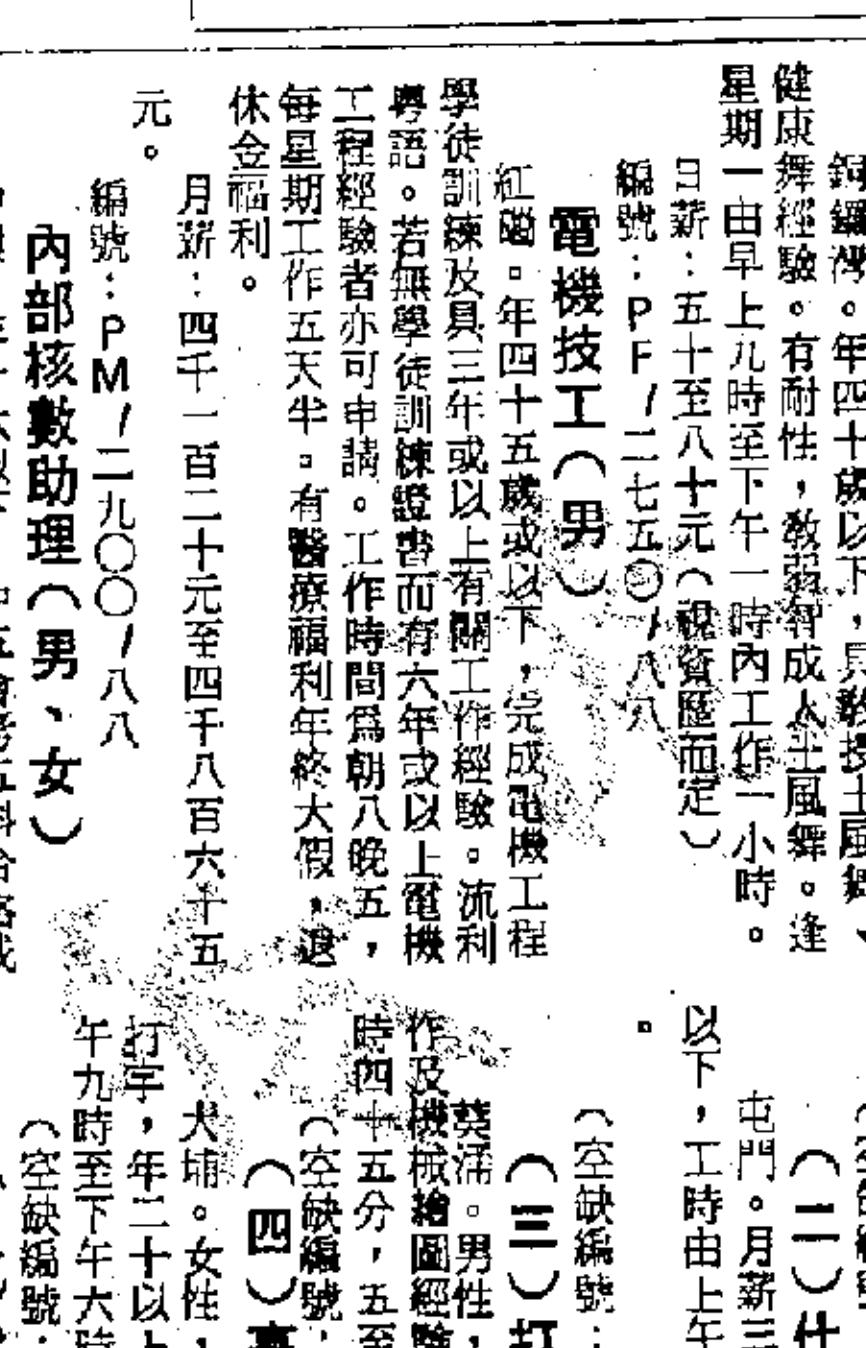 銅鑼灣。年四十歲以下,具教授土風舞、
健康舞經驗。有耐性,教弱智成人土風舞。逢
星期一由早上九時至下午一時內工作一小時。
日薪:五十至八十元(視資歷而定)
編號:PF/二七五〇/八八
電機技工(男)
紅磡。年四十五歲或以下,完成電機工程
學徒訓練及具三年或以上有關工作經驗。流利
粵語。若無學徒訓練證書而有六年或以上電機
工程經驗者亦可申請。工作時間爲朝八晚五,
每星期工作五天半。有醫療福利年終大假,退
休金福利。
月薪:四千一百二十元至四千八百六十五
元。
編號:PM/二九〇〇/八八
內部核數助理(男、女)
(二)仕
屯門。月薪三
以下,工時由上午
。
(空缺編號:
(三)打
葵涌。男性,
作及機械繪圖經驗
時四十五分,五至
(空缺編號:
(四)
大埔。女性,
打字,年二十以上
午九時至下午六時
(空缺編號: